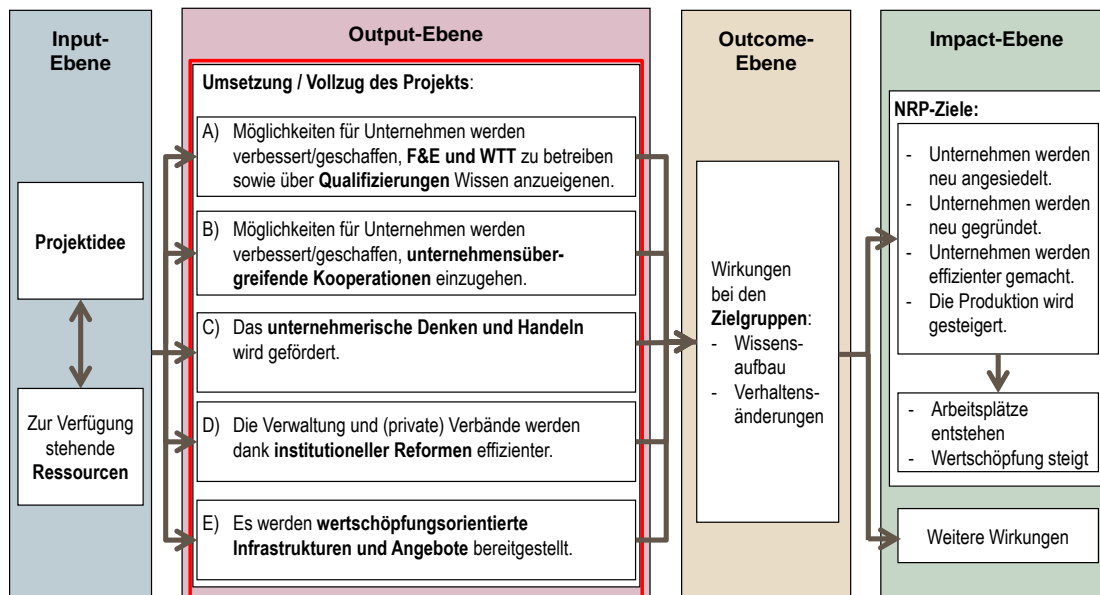 Input-
Ebene
Projektidee
Zur Verfügung
stehende
Ressourcen
Output-Ebene
Umsetzung / Vollzug des Projekts:
A) Möglichkeiten für Unternehmen werden
verbessert/geschaffen, F&E und WTT zu betreiben
sowie über Qualifizierungen Wissen anzueigenen.
B) Möglichkeiten für Unternehmen werden
verbessert/geschaffen, unternehmensüber-
greifende Kooperationen einzugehen.
C) Das unternehmerische Denken und Handeln
wird gefördert.
D) Die Verwaltung und (private) Verbände werden
dank institutioneller Reformen effizienter.
E) Es werden wertschöpfungsorientierte
Infrastrukturen und Angebote bereitgestellt.
Outcome-
Ebene
Wirkungen
bei den
Zielgruppen:
- Wissens-
aufbau
- Verhaltens-
änderungen
Impact-Ebene
NRP-Ziele:
- Unternehmen werden
neu angesiedelt.
- Unternehmen werden
neu gegründet.
- Unternehmen werden
effizienter gemacht.
- Die Produktion wird
gesteigert.
- Arbeitsplätze
entstehen
- Wertschöpfung steigt
Weitere Wirkungen